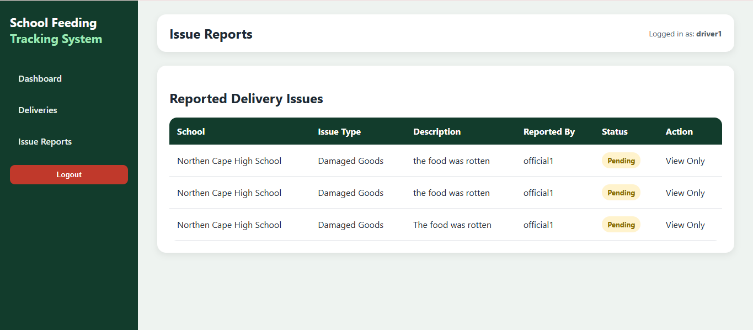 School Feeding
Tracking System
Dashboard
Deliveries
Issue Reports
Logout
Issue Reports
Logged in as: driver1
Reported Delivery Issues
School Issue Type Description Reported By Status Action
Northen Cape High School Damaged Goods the food was rotten official1 Pending View Only
Northen Cape High School Damaged Goods the food was rotten official1 Pending View Only
Northen Cape High School Damaged Goods The food was rotten official1 Pending View Only